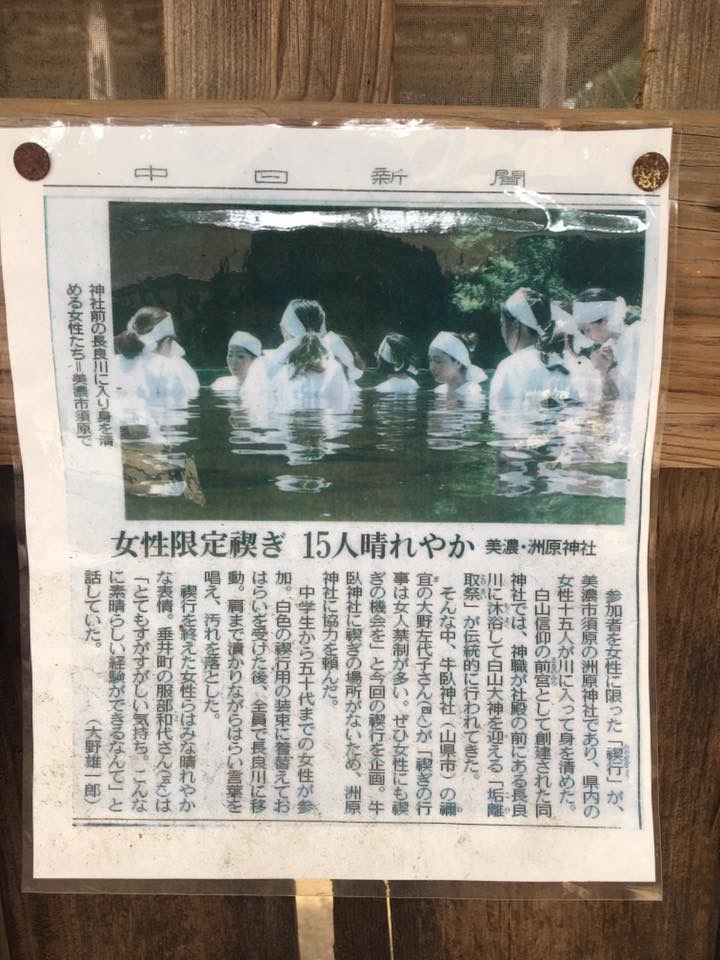 中日新聞
神社前の長良川に入り身を清
める女性たち＝美濃市須原で
女性限定禊ぎ 15人晴れやか 美濃・洲原神社
参加者を女性に限った「禊行」が、
美濃市須原の洲原神社であり、県内の
女性十五人が川に入って身を清めた。
白山信仰の前宮として創建された同
神社では、神職が社殿の前にある長良
川に沐浴して白山大神を迎える「垢離
取祭」が伝統的に行われてきた。
そんな中、牛臥神社（山県市）の禰
宜の大野左代子さん（四八）が「禊ぎの行
事は女人禁制が多い。ぜひ女性にも禊
ぎの機会を」と今回の禊行を企画。牛
臥神社に禊ぎの場所がないため、洲原
神社に協力を頼んだ。
中学生から五十代までの女性が参
加。白色の禊行用の装束に着替えてお
はらいを受けた後、全員で長良川に移
動。肩まで漬かりながらはらい言葉を
唱え、汚れを落とした。
禊行を終えた女性らはみな晴れやか
な表情。垂井町の服部和代さんは
「とてもすがすがしい気持ち。こんな
に素晴らしい経験ができるなんて」と
話していた。（大野雄一郎）